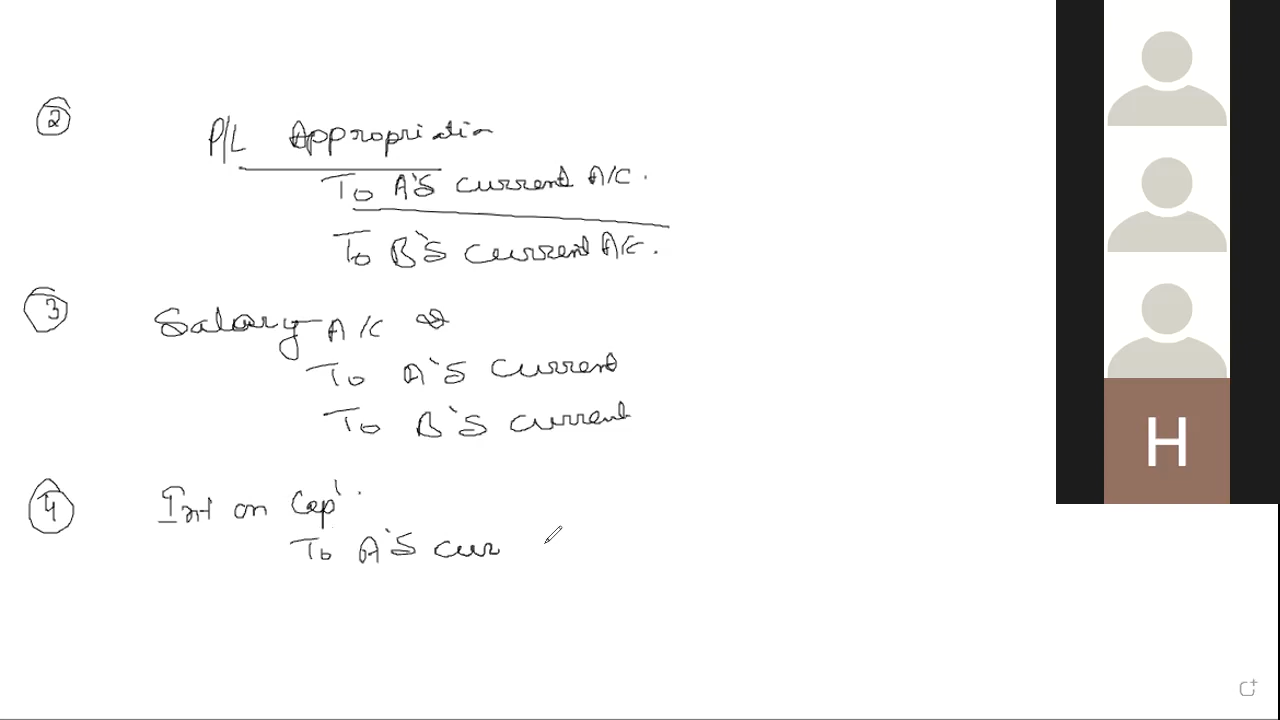 ②
P/L Appropriation
To A's current A/C.
To B's current A/C.
③
Salary A/C
To A's current
To B's current
④
Int on Cap'.
To A's cur
H